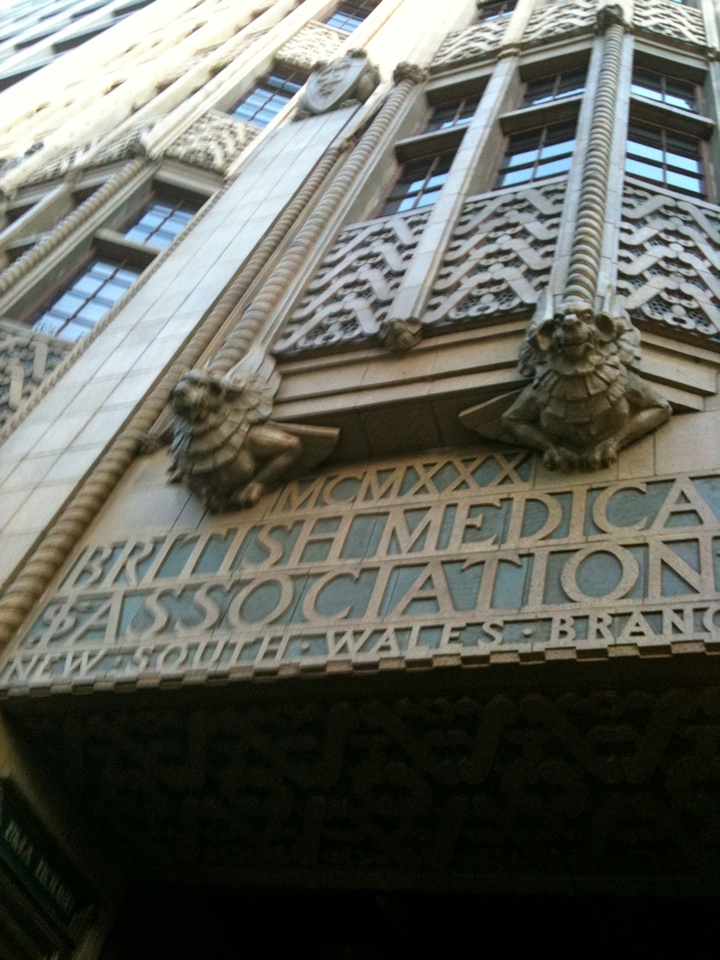 MCMXXX
BRITISH MEDICA
ASSOCIATION
NEW · SOUTH · WALES · BRANC